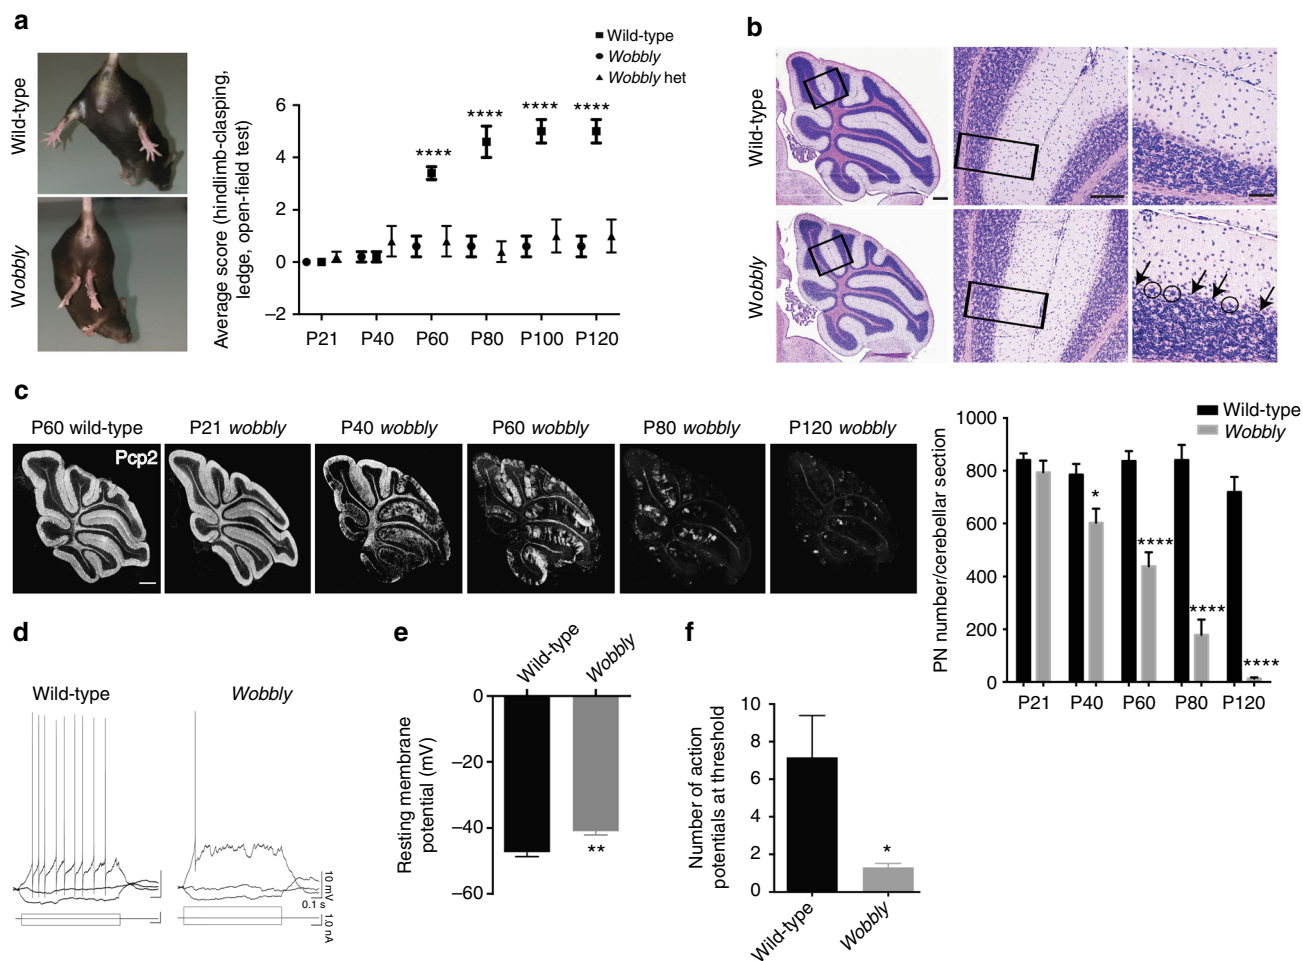 a
Wild-type
Wobbly
Average score (hindlimb-clasping,
ledge, open-field test)
6
4
2
0
−2
P21 P40 P60 P80 P100 P120
**** **** **** ****
Wild-type
Wobbly
Wobbly het
b
Wild-type
Wobbly
c
P60 wild-type P21 wobbly P40 wobbly P60 wobbly P80 wobbly P120 wobbly
Pcp2
Wild-type
Wobbly
PN number/cerebellar section
1000
800
600
400
200
0
* **** **** ****
P21 P40 P60 P80 P120
d
Wild-type Wobbly
10 mV
0.1 s
1.0 nA
e
Wild-type Wobbly
Resting membrane
potential (mV)
0
−20
−40
−60
**
f
Number of action
potentials at threshold
10
8
6
4
2
0
*
Wild-type Wobbly